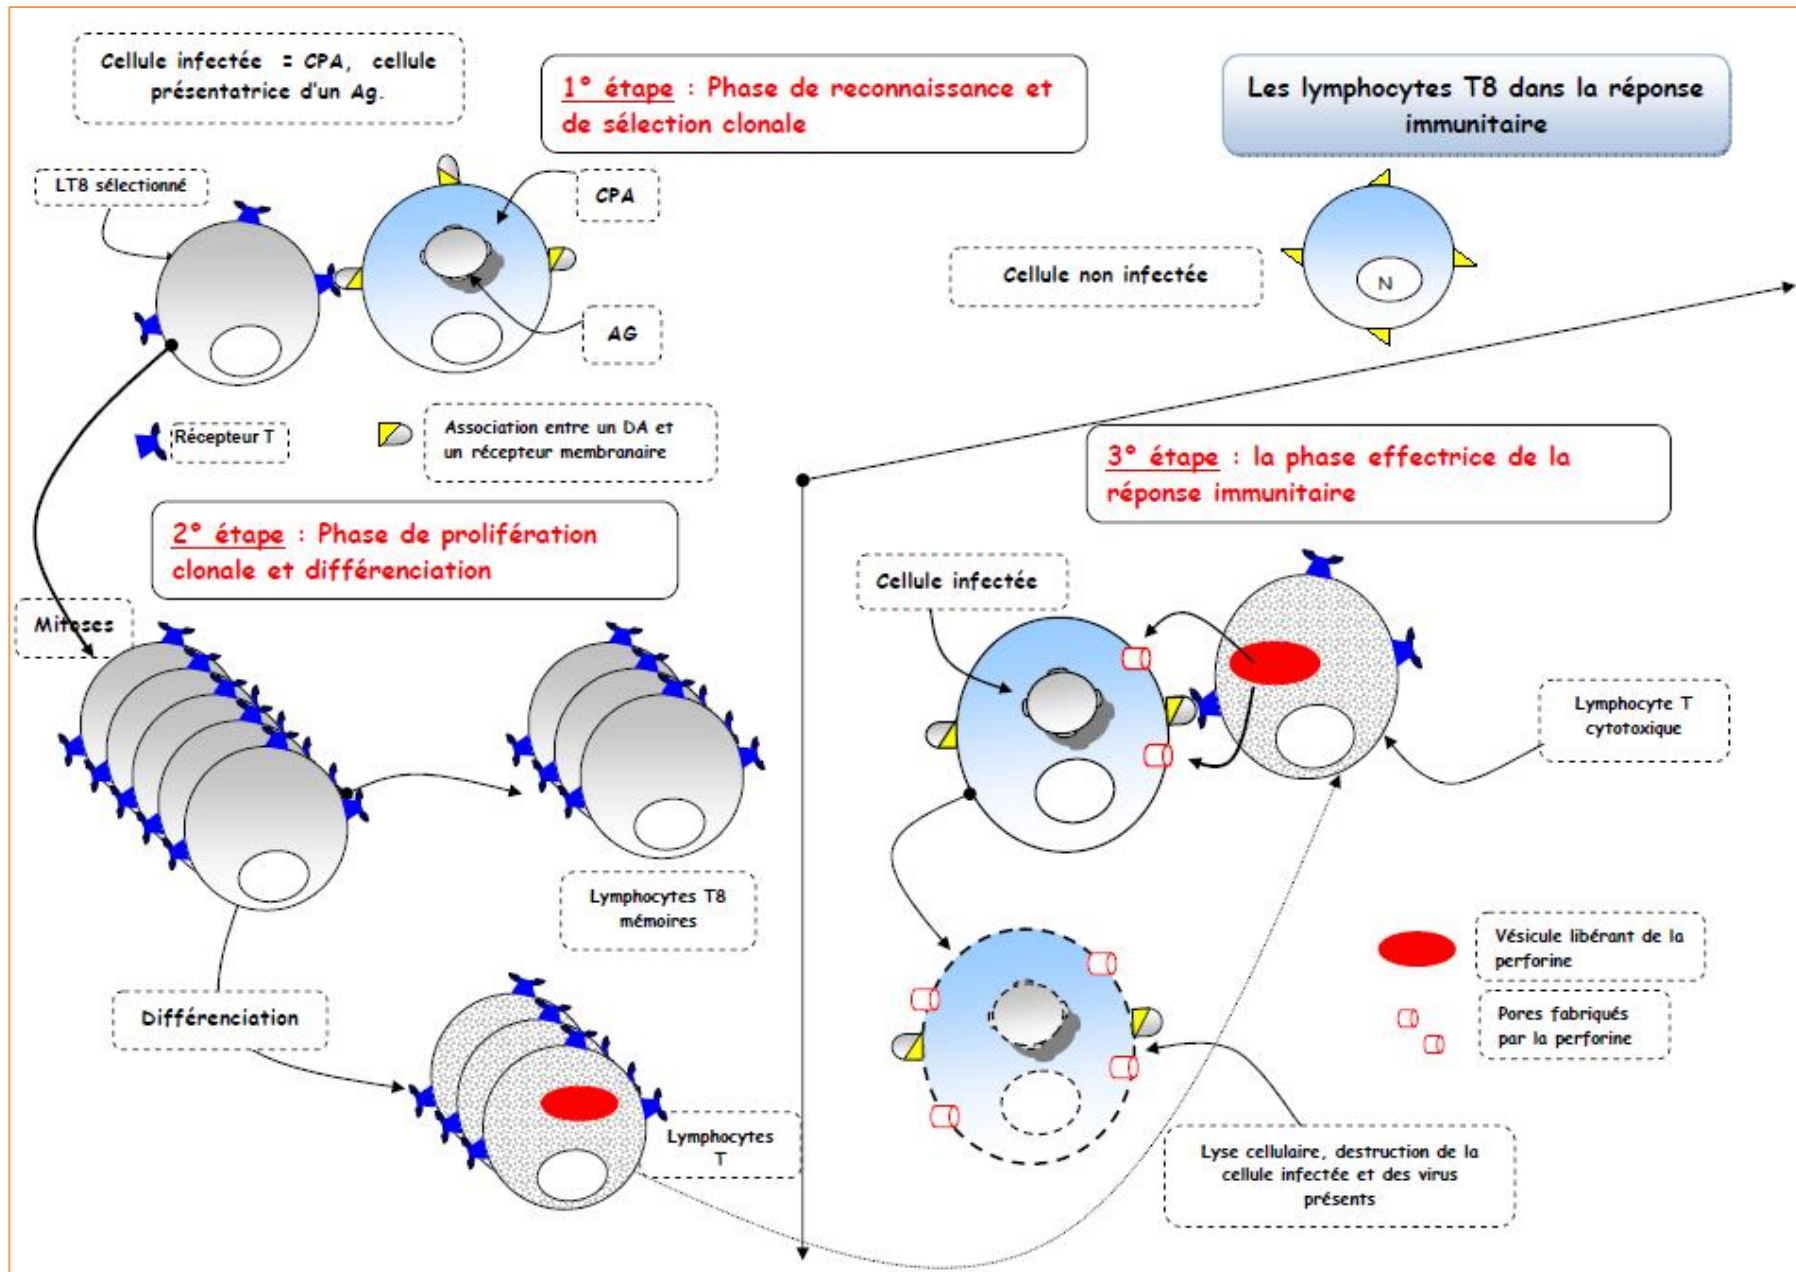 Cellule infectée = CPA, cellule
présentatrice d'un Ag.
1° étape : Phase de reconnaissance et
de sélection clonale
Les lymphocytes T8 dans la réponse
immunitaire
LT8 sélectionné
CPA
AG
Cellule non infectée
N
Récepteur T
Association entre un DA et
un récepteur membranaire
2° étape : Phase de prolifération
clonale et différenciation
Mitoses
Lymphocytes T8
mémoires
Différenciation
Lymphocytes
T
3° étape : la phase effectrice de la
réponse immunitaire
Cellule infectée
Lymphocyte T
cytotoxique
Vésicule libérant de la
perforine
Pores fabriqués
par la perforine
Lyse cellulaire, destruction de la
cellule infectée et des virus
présents